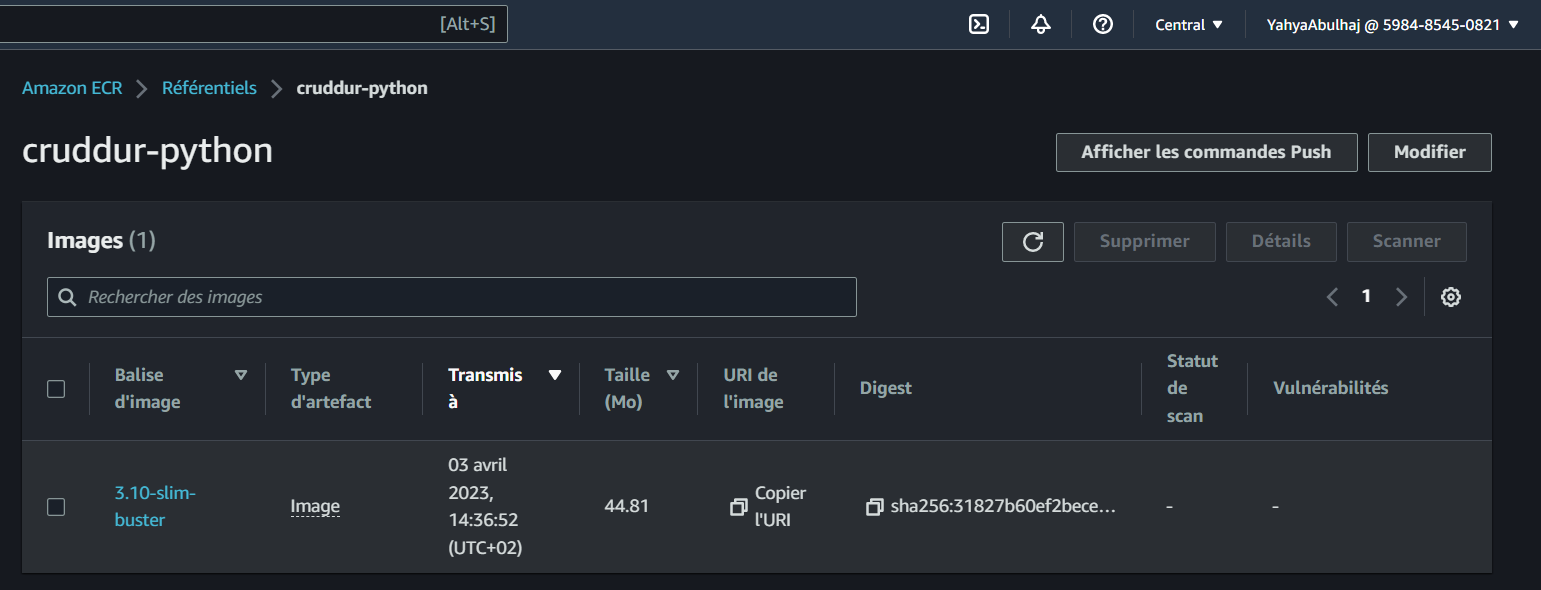 [Alt+S]
Central
YahyaAbulhaj @ 5984-8545-0821
Amazon ECR
Référentiels
cruddur-python
cruddur-python
Afficher les commandes Push
Modifier
Images (1)
Supprimer
Détails
Scanner
Rechercher des images
1
Balise
d'image
Type
d'artefact
Transmis
à
Taille
(Mo)
URI de
l'image
Digest
Statut
de
scan
Vulnérabilités
3.10-slim-
buster
Image
03 avril
2023,
14:36:52
(UTC+02)
44.81
Copier
l'URI
sha256:31827b60ef2bece...
-
-